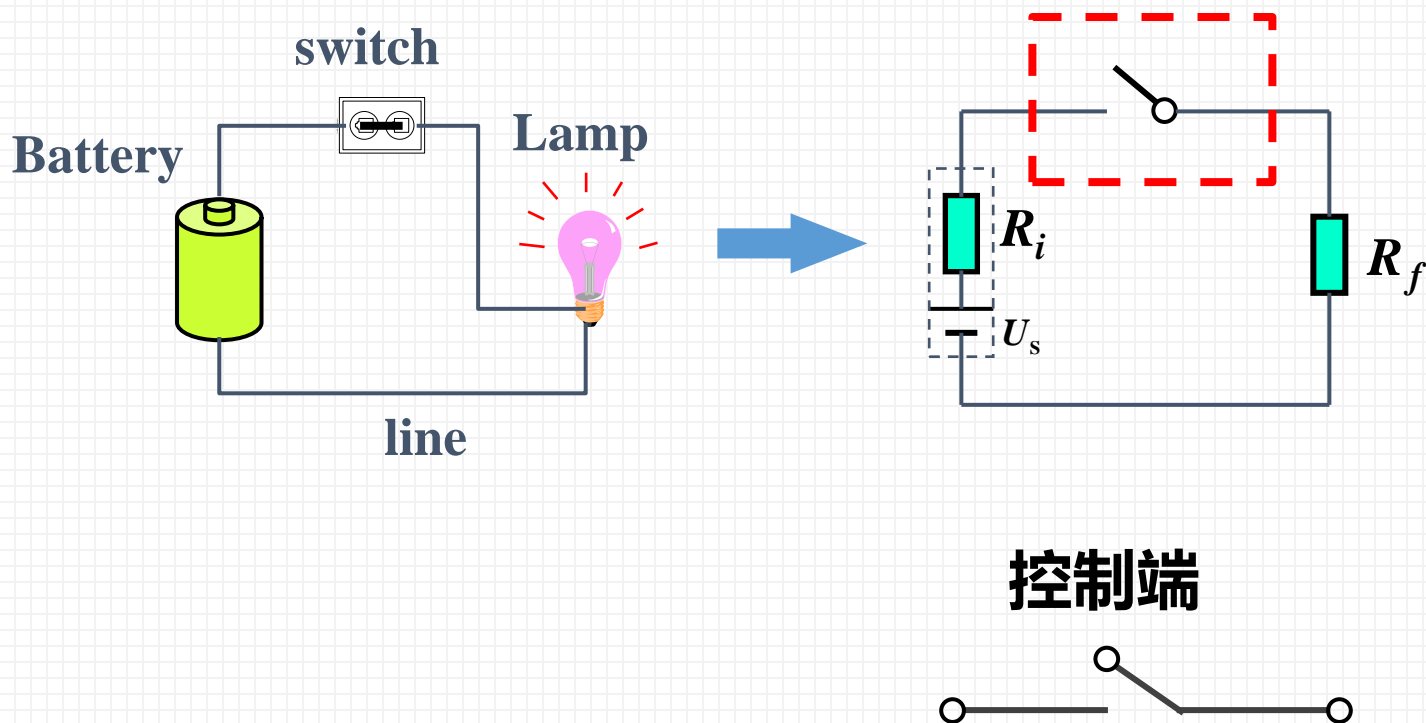 switch
Battery
Lamp
line
R_i
U_s
R_f
控制端